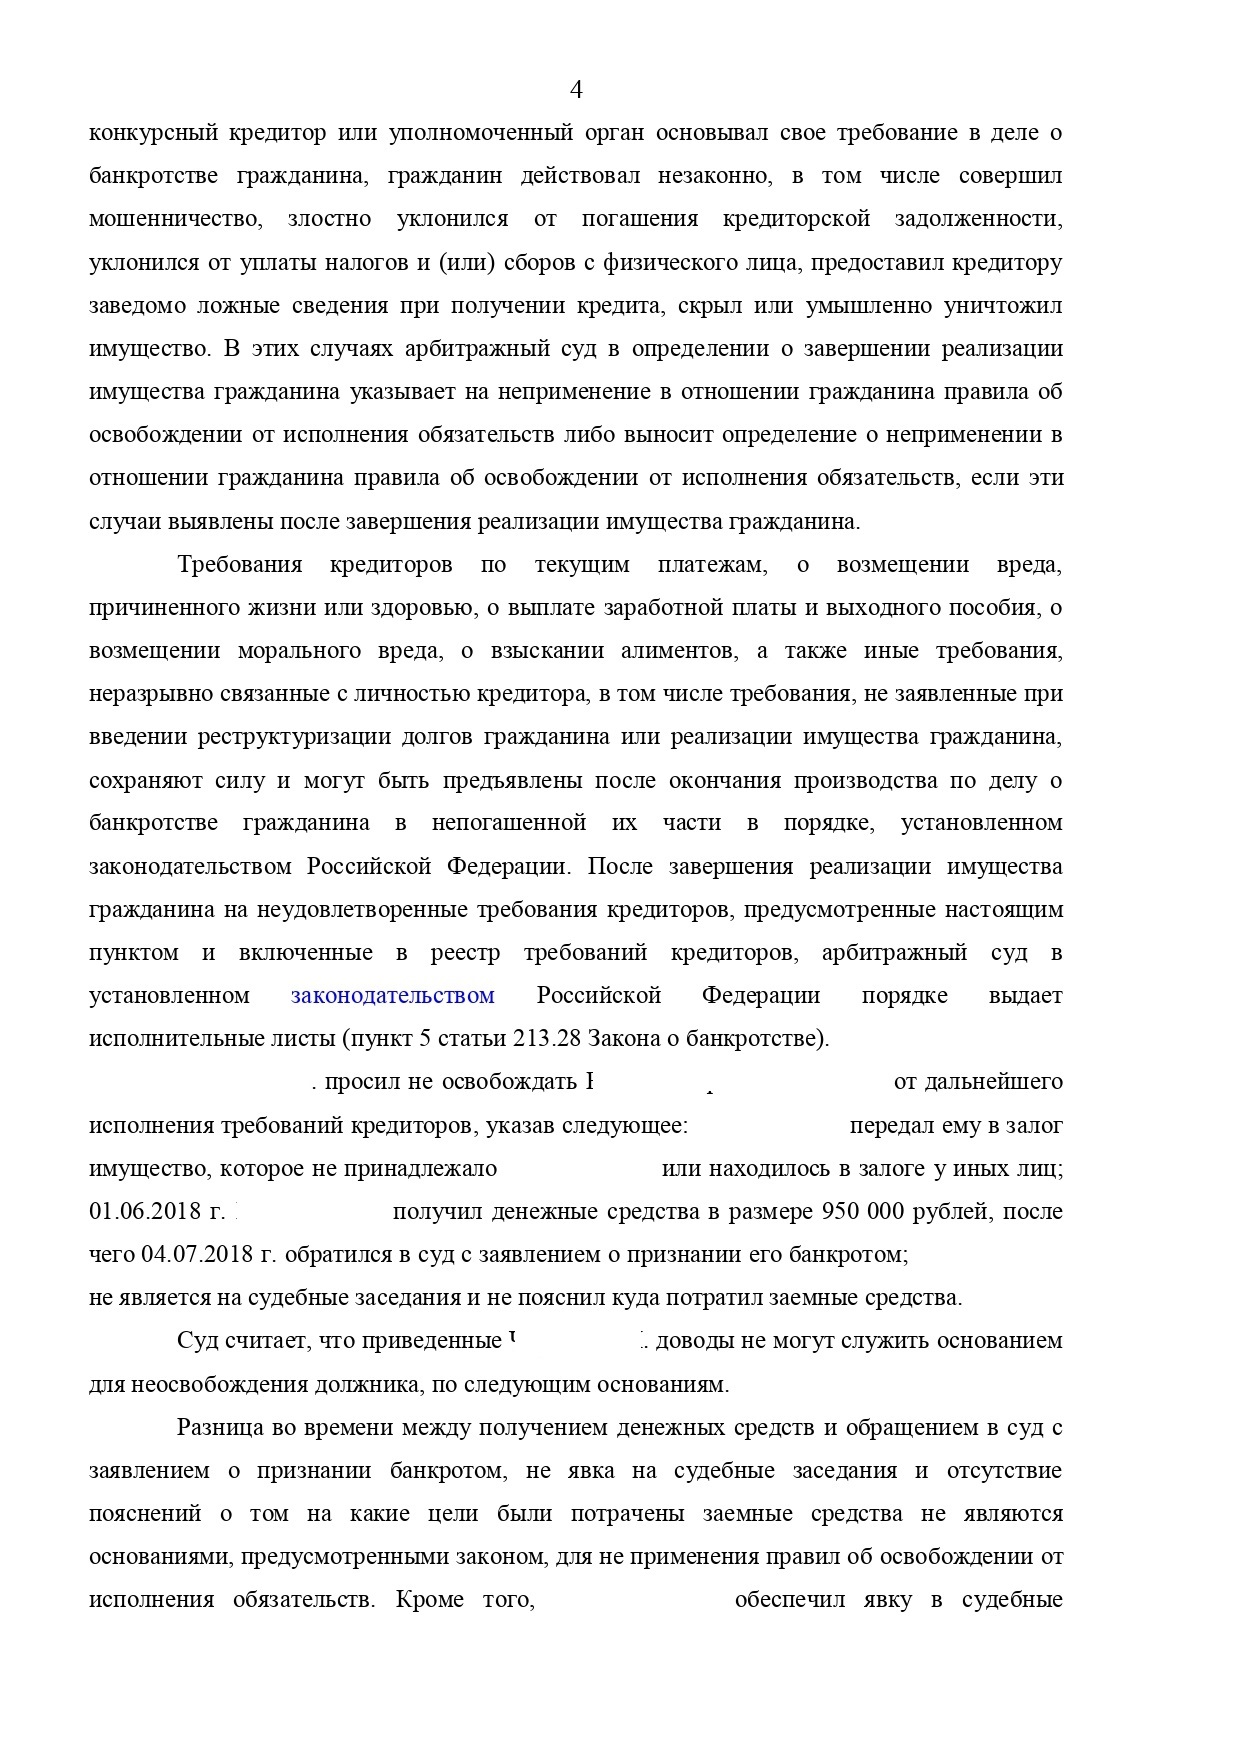 4
конкурсный кредитор или уполномоченный орган основывал свое требование в деле о
банкротстве гражданина, гражданин действовал незаконно, в том числе совершил
мошенничество, злостно уклонился от погашения кредиторской задолженности,
уклонился от уплаты налогов и (или) сборов с физического лица, предоставил кредитору
заведомо ложные сведения при получении кредита, скрыл или умышленно уничтожил
имущество. В этих случаях арбитражный суд в определении о завершении реализации
имущества гражданина указывает на неприменение в отношении гражданина правила об
освобождении от исполнения обязательств либо выносит определение о неприменении в
отношении гражданина правила об освобождении от исполнения обязательств, если эти
случаи выявлены после завершения реализации имущества гражданина.
Требования кредиторов по текущим платежам, о возмещении вреда,
причиненного жизни или здоровью, о выплате заработной платы и выходного пособия, о
возмещении морального вреда, о взыскании алиментов, а также иные требования,
неразрывно связанные с личностью кредитора, в том числе требования, не заявленные при
введении реструктуризации долгов гражданина или реализации имущества гражданина,
сохраняют силу и могут быть предъявлены после окончания производства по делу о
банкротстве гражданина в непогашенной их части в порядке, установленном
законодательством Российской Федерации. После завершения реализации имущества
гражданина на неудовлетворенные требования кредиторов, предусмотренные настоящим
пунктом и включенные в реестр требований кредиторов, арбитражный суд в
установленном законодательством Российской Федерации порядке выдает
исполнительные листы (пункт 5 статьи 213.28 Закона о банкротстве).
. просил не освобождать от дальнейшего
исполнения требований кредиторов, указав следующее: передал ему в залог
имущество, которое не принадлежало или находилось в залоге у иных лиц;
01.06.2018 г. получил денежные средства в размере 950 000 рублей, после
чего 04.07.2018 г. обратился в суд с заявлением о признании его банкротом;
не является на судебные заседания и не пояснил куда потратил заемные средства.
Суд считает, что приведенные доводы не могут служить основанием
для неосвобождения должника, по следующим основаниям.
Разница во времени между получением денежных средств и обращением в суд с
заявлением о признании банкротом, не явка на судебные заседания и отсутствие
пояснений о том на какие цели были потрачены заемные средства не являются
основаниями, предусмотренными законом, для не применения правил об освобождении от
исполнения обязательств. Кроме того, обеспечил явку в судебные